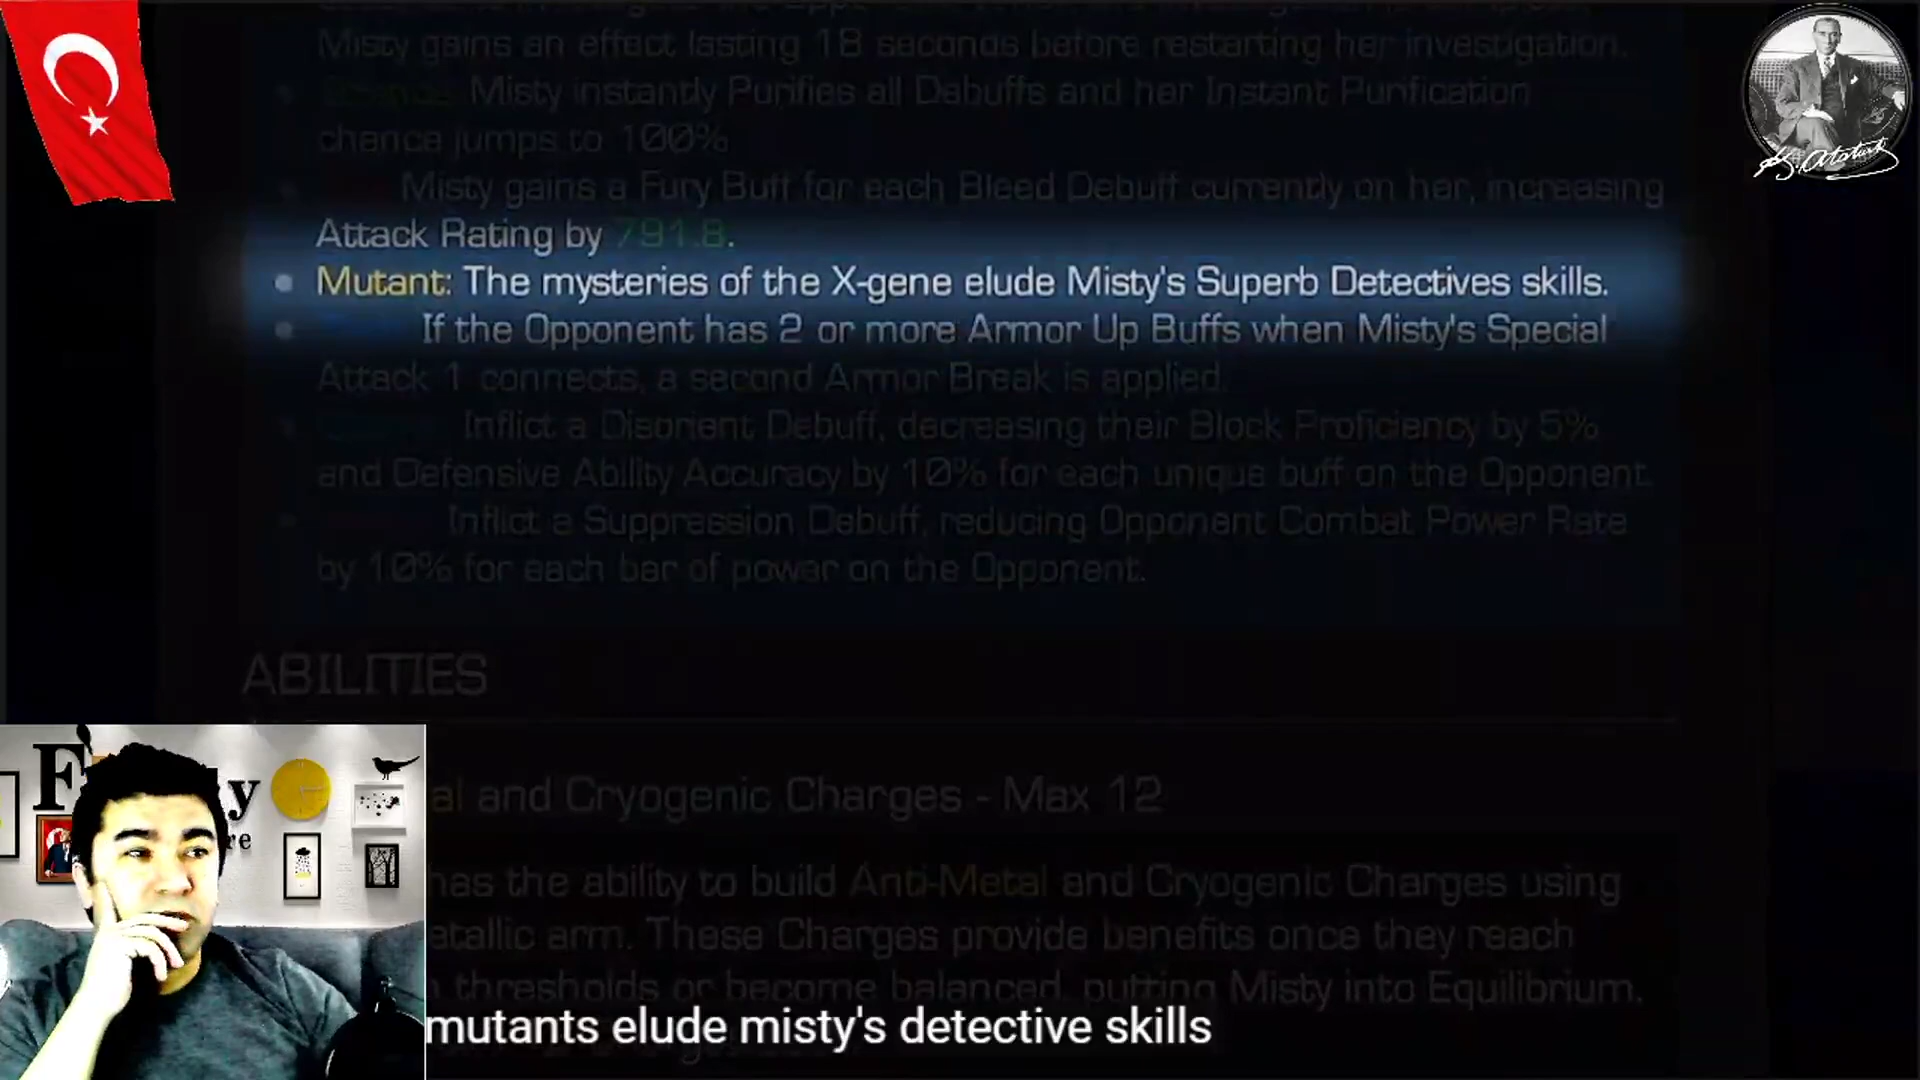 Misty gains an effect lasting 18 seconds before restarting her investigation.
Misty instantly Purifies all Debuffs and her Instant Purification
chance jumps to 100%
Misty gains a Fury Buff for each Bleed Debuff currently on her, increasing
Attack Rating by 791.8.
Mutant: The mysteries of the X-gene elude Misty's Superb Detectives skills.
If the Opponent has 2 or more Armor Up Buffs when Misty's Special
Attack 1 connects, a second Armor Break is applied.
Inflict a Disorient Debuff, decreasing their Block Proficiency by 5%
and Defensive Ability Accuracy by 10% for each unique buff on the Opponent.
Inflict a Suppression Debuff, reducing Opponent Combat Power Rate
by 10% for each bar of power on the Opponent.
ABILITIES
al and Cryogenic Charges - Max 12
has the ability to build Anti-Metal and Cryogenic Charges using
etallic arm. These Charges provide benefits once they reach
thresholds or become balanced, putting Misty into Equilibrium.
mutants elude misty's detective skills
F y
re
K. Atatürk